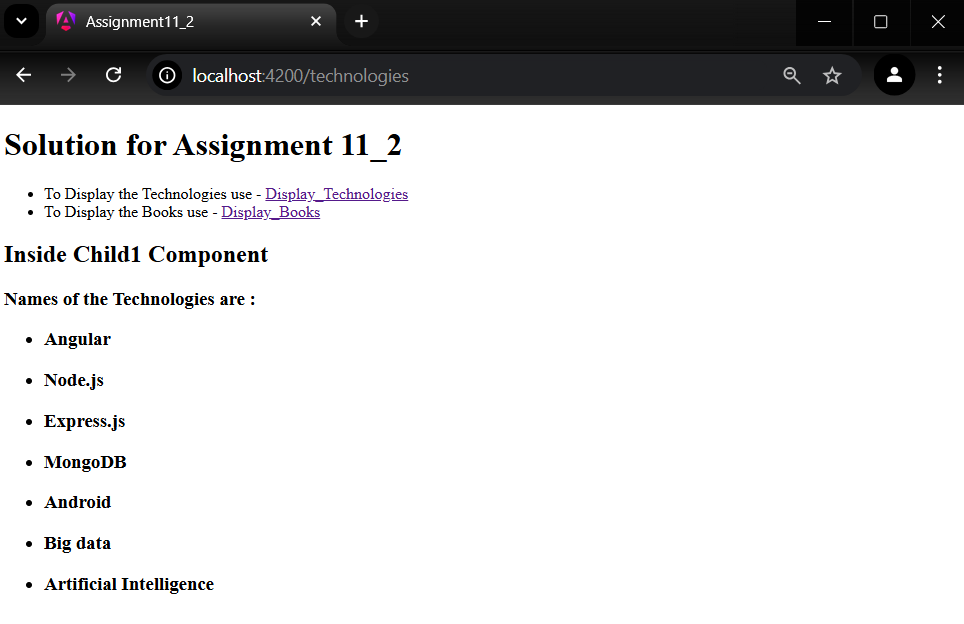 Assignment11_2
localhost:4200/technologies
Solution for Assignment 11_2
To Display the Technologies use - Display_Technologies
To Display the Books use - Display_Books
Inside Child1 Component
Names of the Technologies are :
Angular
Node.js
Express.js
MongoDB
Android
Big data
Artificial Intelligence